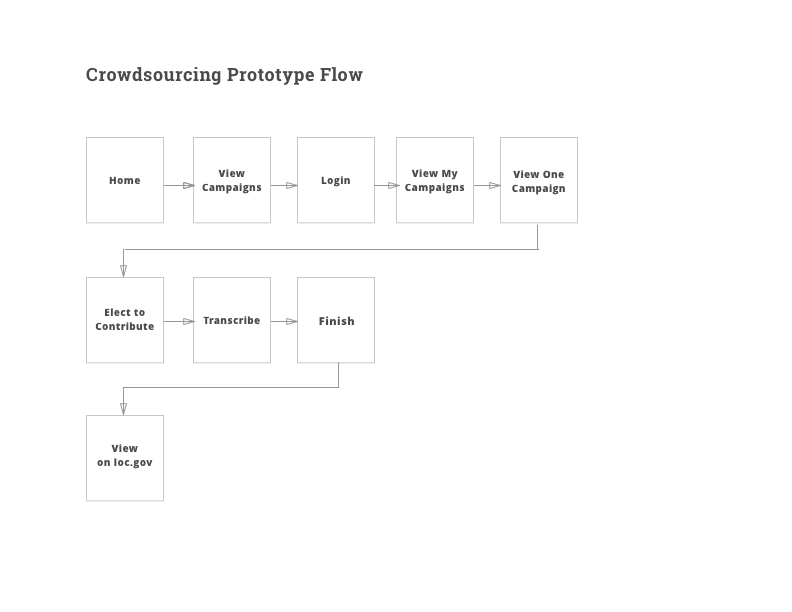 Crowdsourcing Prototype Flow
Home
View
Campaigns
Login
View My
Campaigns
View One
Campaign
Elect to
Contribute
Transcribe
Finish
View
on loc.gov